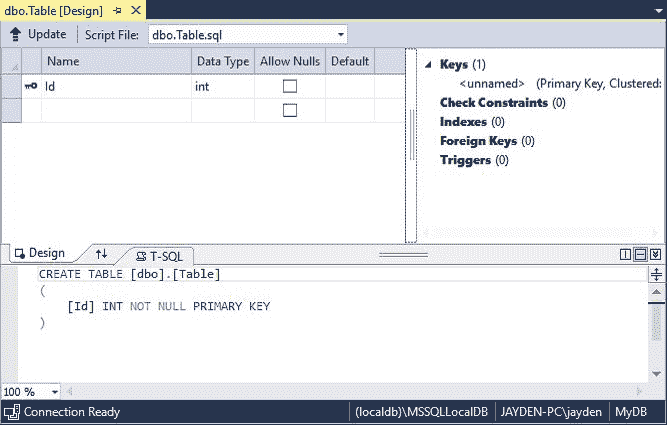 dbo.Table [Design]
Update Script File: dbo.Table.sql
Name Data Type Allow Nulls Default
Id int
Keys (1)
<unnamed> (Primary Key, Clustered:
Check Constraints (0)
Indexes (0)
Foreign Keys (0)
Triggers (0)
Design T-SQL
CREATE TABLE [dbo].[Table]
(
[Id] INT NOT NULL PRIMARY KEY
)
100 %
Connection Ready (localdb)\MSSQLLocalDB JAYDEN-PC\jayden MyDB